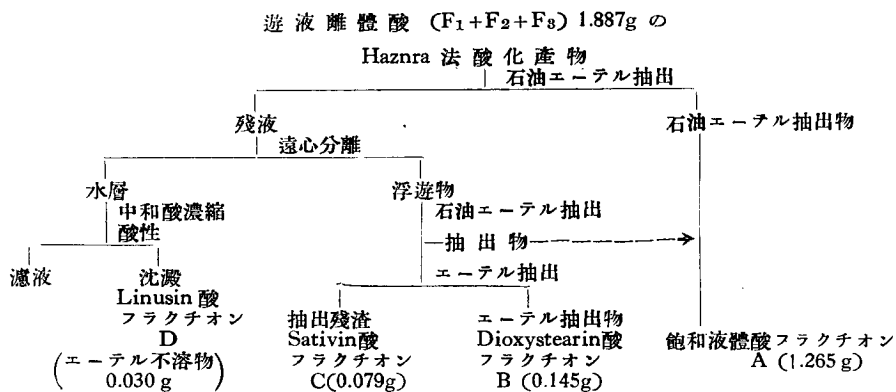 遊液離體酸 (F₁+F₂+F₃) 1.887g の
Haznra 法酸化產物
石油エーテル抽出
殘液
石油エーテル抽出物
遠心分離
水層
浮遊物
中和酸濃縮
酸性
石油エーテル抽出
抽出物
エーテル抽出
濾液
沈澱
Linusin 酸
フラクチオン
D
(エーテル不溶物)
0.030 g
抽出残渣
Sativin酸
フラクチオン
C(0.079g)
エーテル抽出物
Dioxystearin酸
フラクチオン
B (0.145g)
飽和液體酸フラクチオン
A (1.265 g)